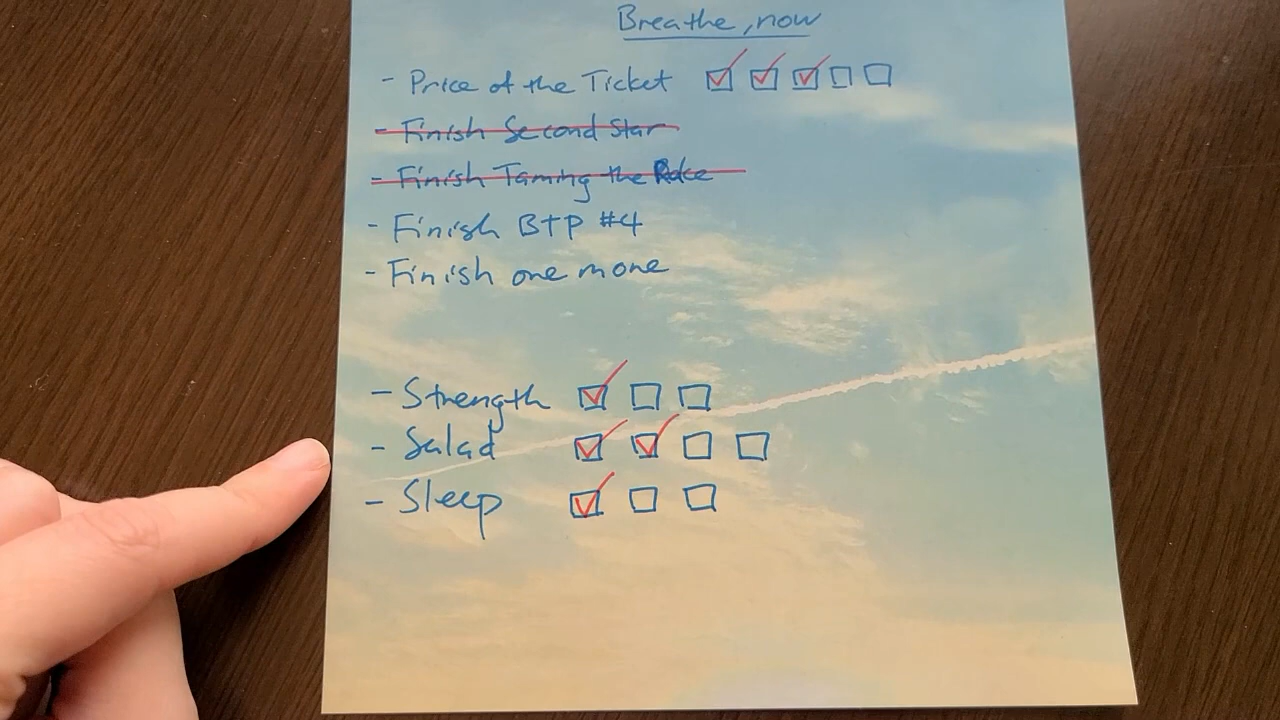 Breathe, now
- Price of the Ticket
- Finish Second Star
- Finish Taming the Rake
- Finish BTP #4
- Finish one more
- Strength
- Salad
- Sleep